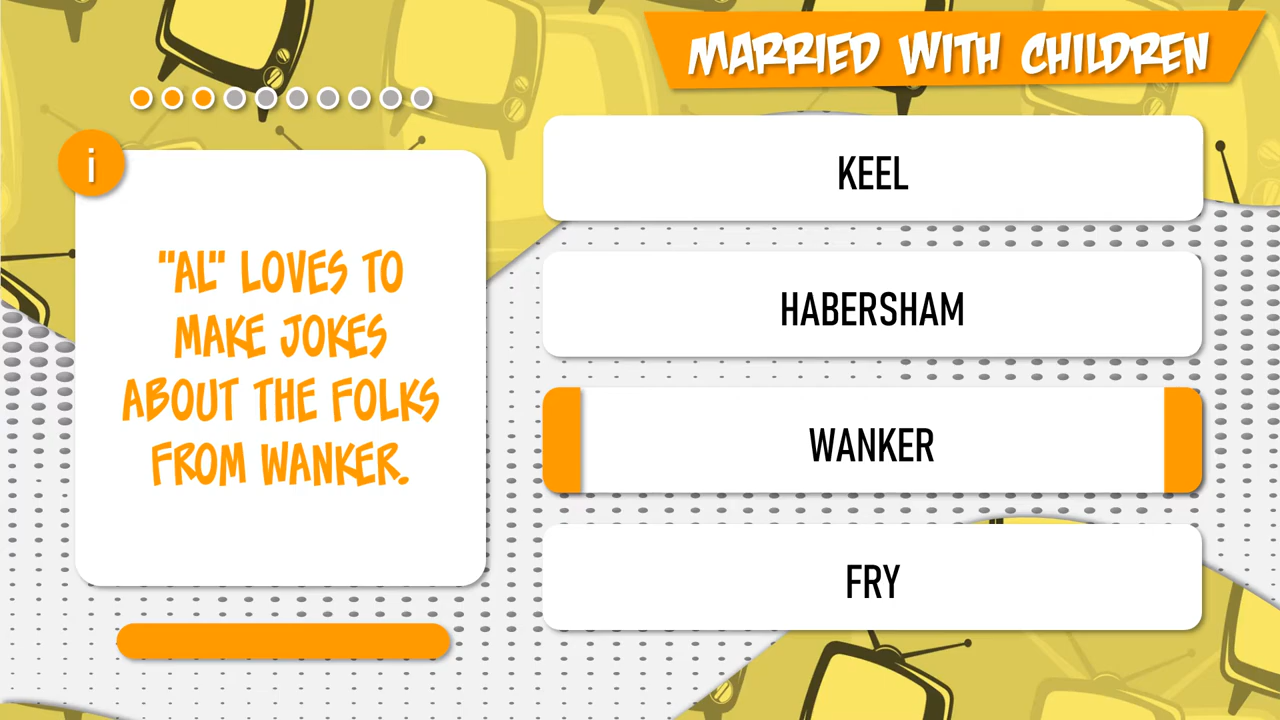 MARRIED WITH CHILDREN
i
"AL" LOVES TO
MAKE JOKES
ABOUT THE FOLKS
FROM WANKER.
KEEL
HABERSHAM
WANKER
FRY